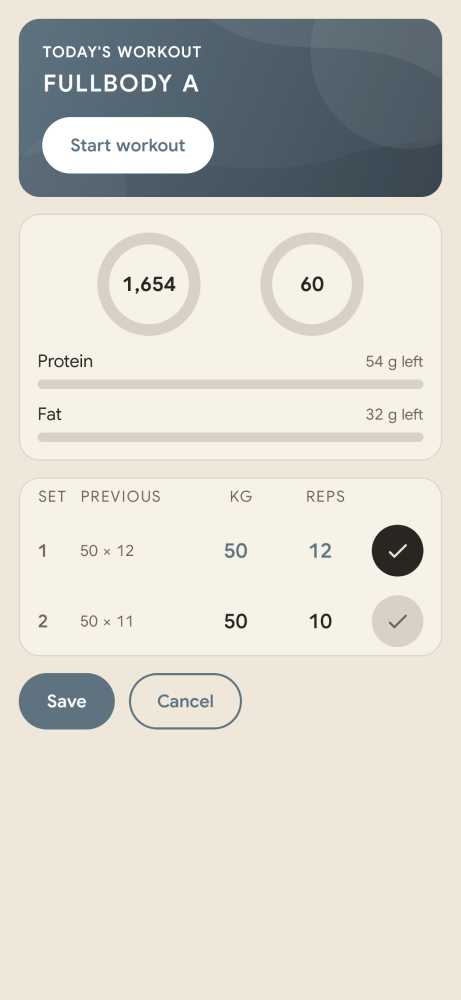 TODAY'S WORKOUT
FULLBODY A
Start workout
1,654 60
Protein 54 g left
Fat 32 g left
SET PREVIOUS KG REPS
1 50 × 12 50 12
2 50 × 11 50 10
Save Cancel